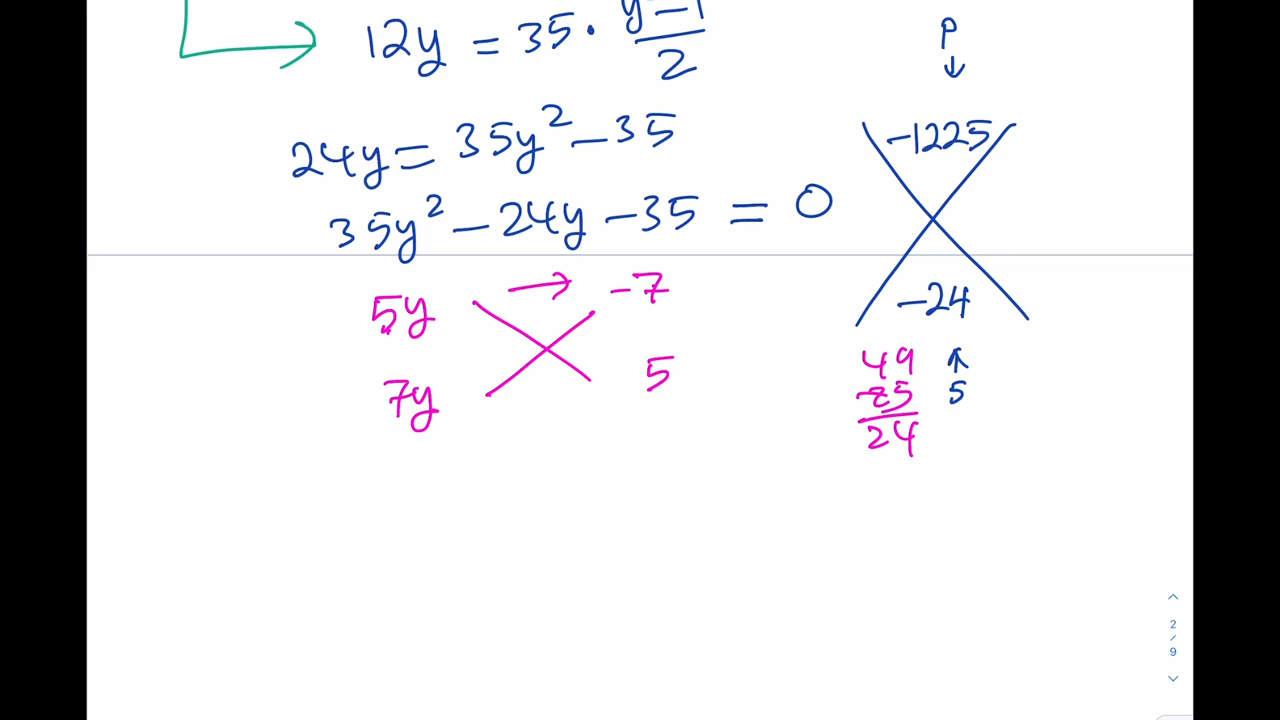 12y = 35 · y-1/2
P
↓
24y = 35y² - 35
-1225
35y² - 24y - 35 = 0
-24
5y → -7
7y 5
49 ↑
-25 5
24
2
/
9